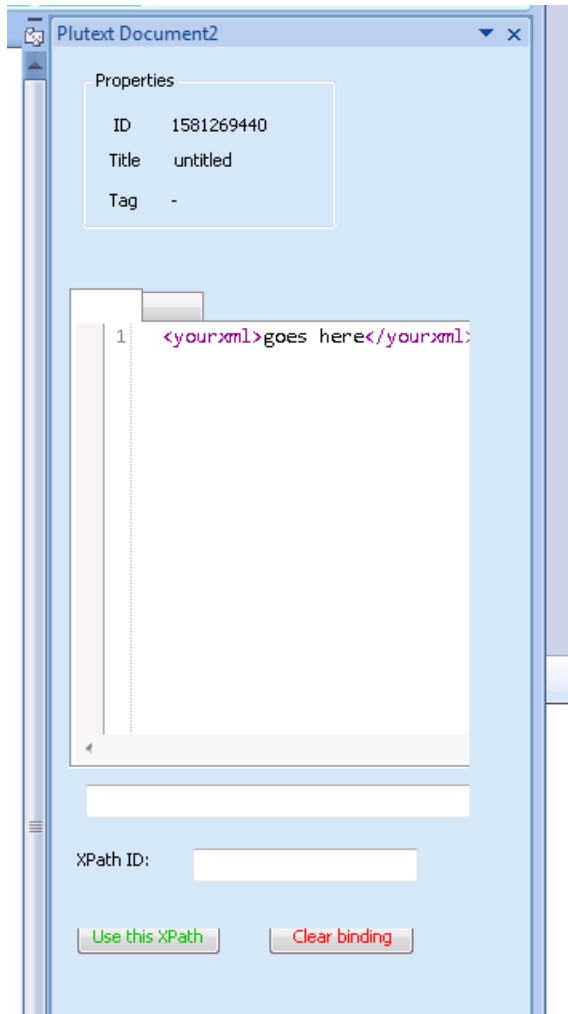 Plutext Document2
Properties
ID 1581269440
Title untitled
Tag -
1 <yourxml>goes here</yourxml>
XPath ID:
Use this XPath Clear binding